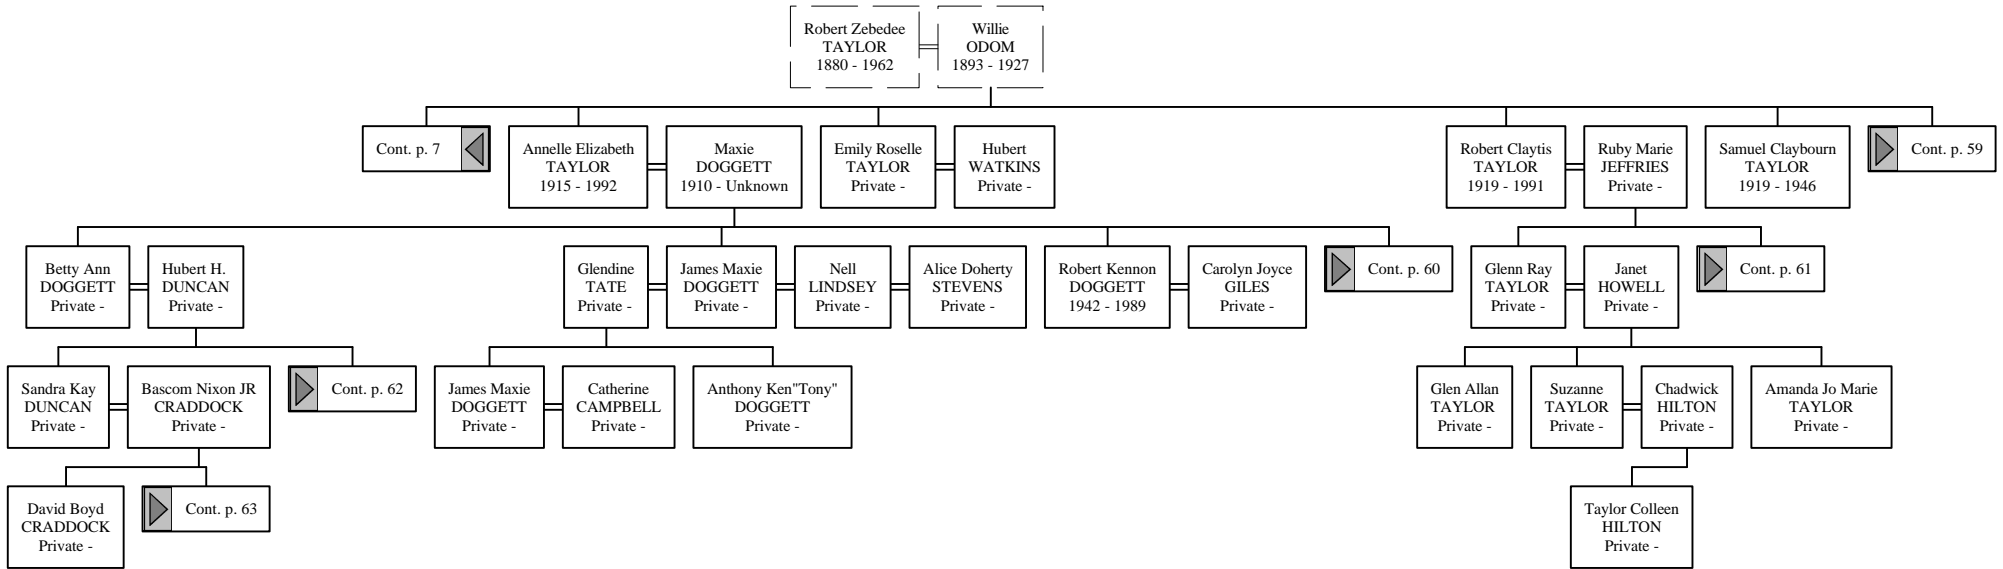 Robert Zebedee
TAYLOR
1880 - 1962
Willie
ODOM
1893 - 1927
Cont. p. 7
Annelle Elizabeth
TAYLOR
1915 - 1992
Maxie
DOGGETT
1910 - Unknown
Emily Roselle
TAYLOR
Private -
Hubert
WATKINS
Private -
Robert Claytis
TAYLOR
1919 - 1991
Ruby Marie
JEFFRIES
Private -
Samuel Claybourn
TAYLOR
1919 - 1946
Cont. p. 59
Betty Ann
DOGGETT
Private -
Hubert H.
DUNCAN
Private -
Glendine
TATE
Private -
James Maxie
DOGGETT
Private -
Nell
LINDSEY
Private -
Alice Doherty
STEVENS
Private -
Robert Kennon
DOGGETT
1942 - 1989
Carolyn Joyce
GILES
Private -
Cont. p. 60
Glenn Ray
TAYLOR
Private -
Janet
HOWELL
Private -
Cont. p. 61
Sandra Kay
DUNCAN
Private -
Bascom Nixon JR
CRADDOCK
Private -
Cont. p. 62
James Maxie
DOGGETT
Private -
Catherine
CAMPBELL
Private -
Anthony Ken"Tony"
DOGGETT
Private -
Glen Allan
TAYLOR
Private -
Suzanne
TAYLOR
Private -
Chadwick
HILTON
Private -
Amanda Jo Marie
TAYLOR
Private -
David Boyd
CRADDOCK
Private -
Cont. p. 63
Taylor Colleen
HILTON
Private -